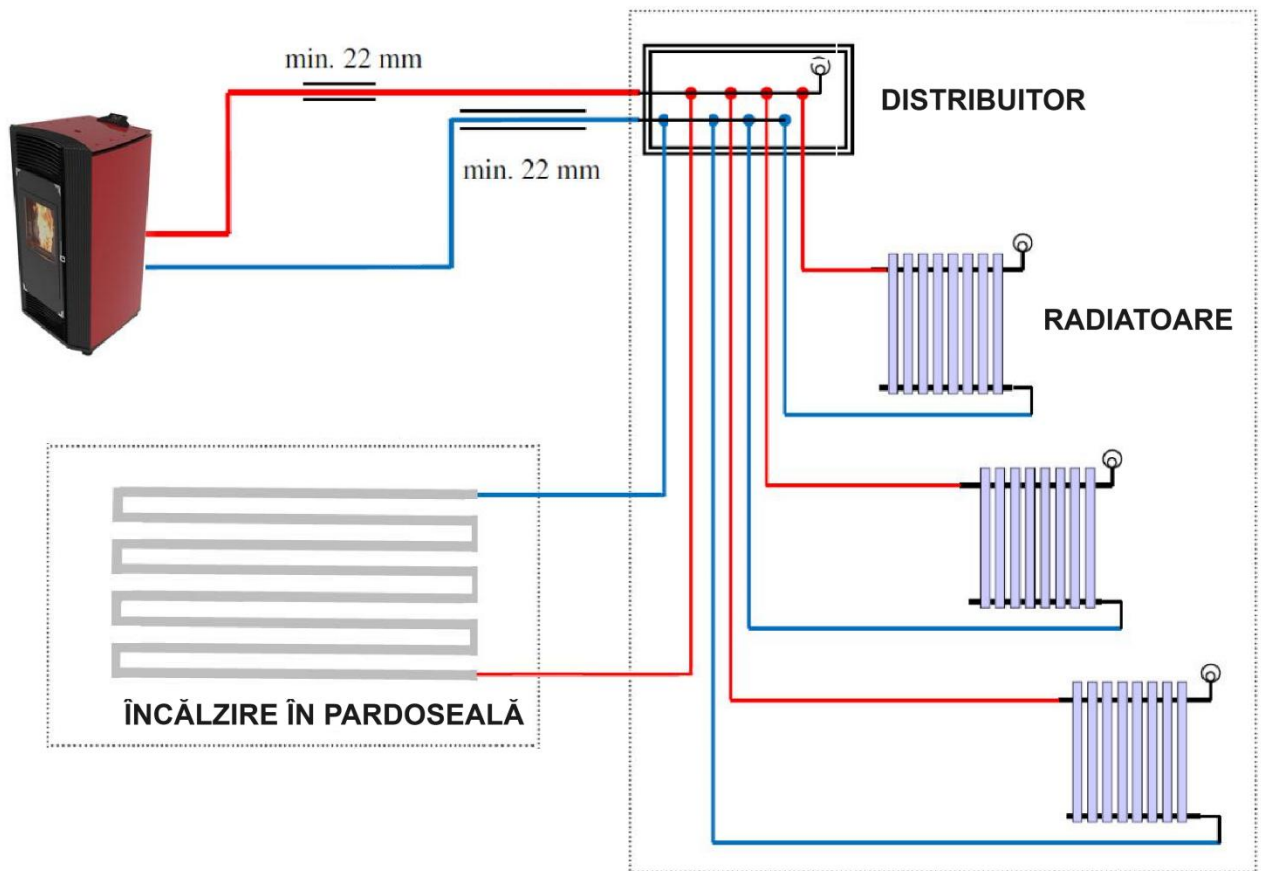 min. 22 mm
DISTRIBUITOR
min. 22 mm
RADIATOARE
ÎNCĂLZIRE ÎN PARDOSEALĂ